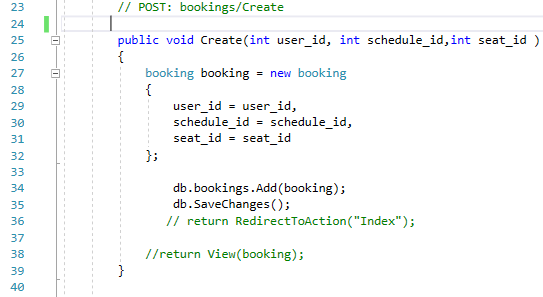 23 // POST: bookings/Create
24
25 public void Create(int user_id, int schedule_id,int seat_id )
26 {
27 booking booking = new booking
28 {
29 user_id = user_id,
30 schedule_id = schedule_id,
31 seat_id = seat_id
32 };
33
34 db.bookings.Add(booking);
35 db.SaveChanges();
36 // return RedirectToAction("Index");
37
38 //return View(booking);
39 }
40